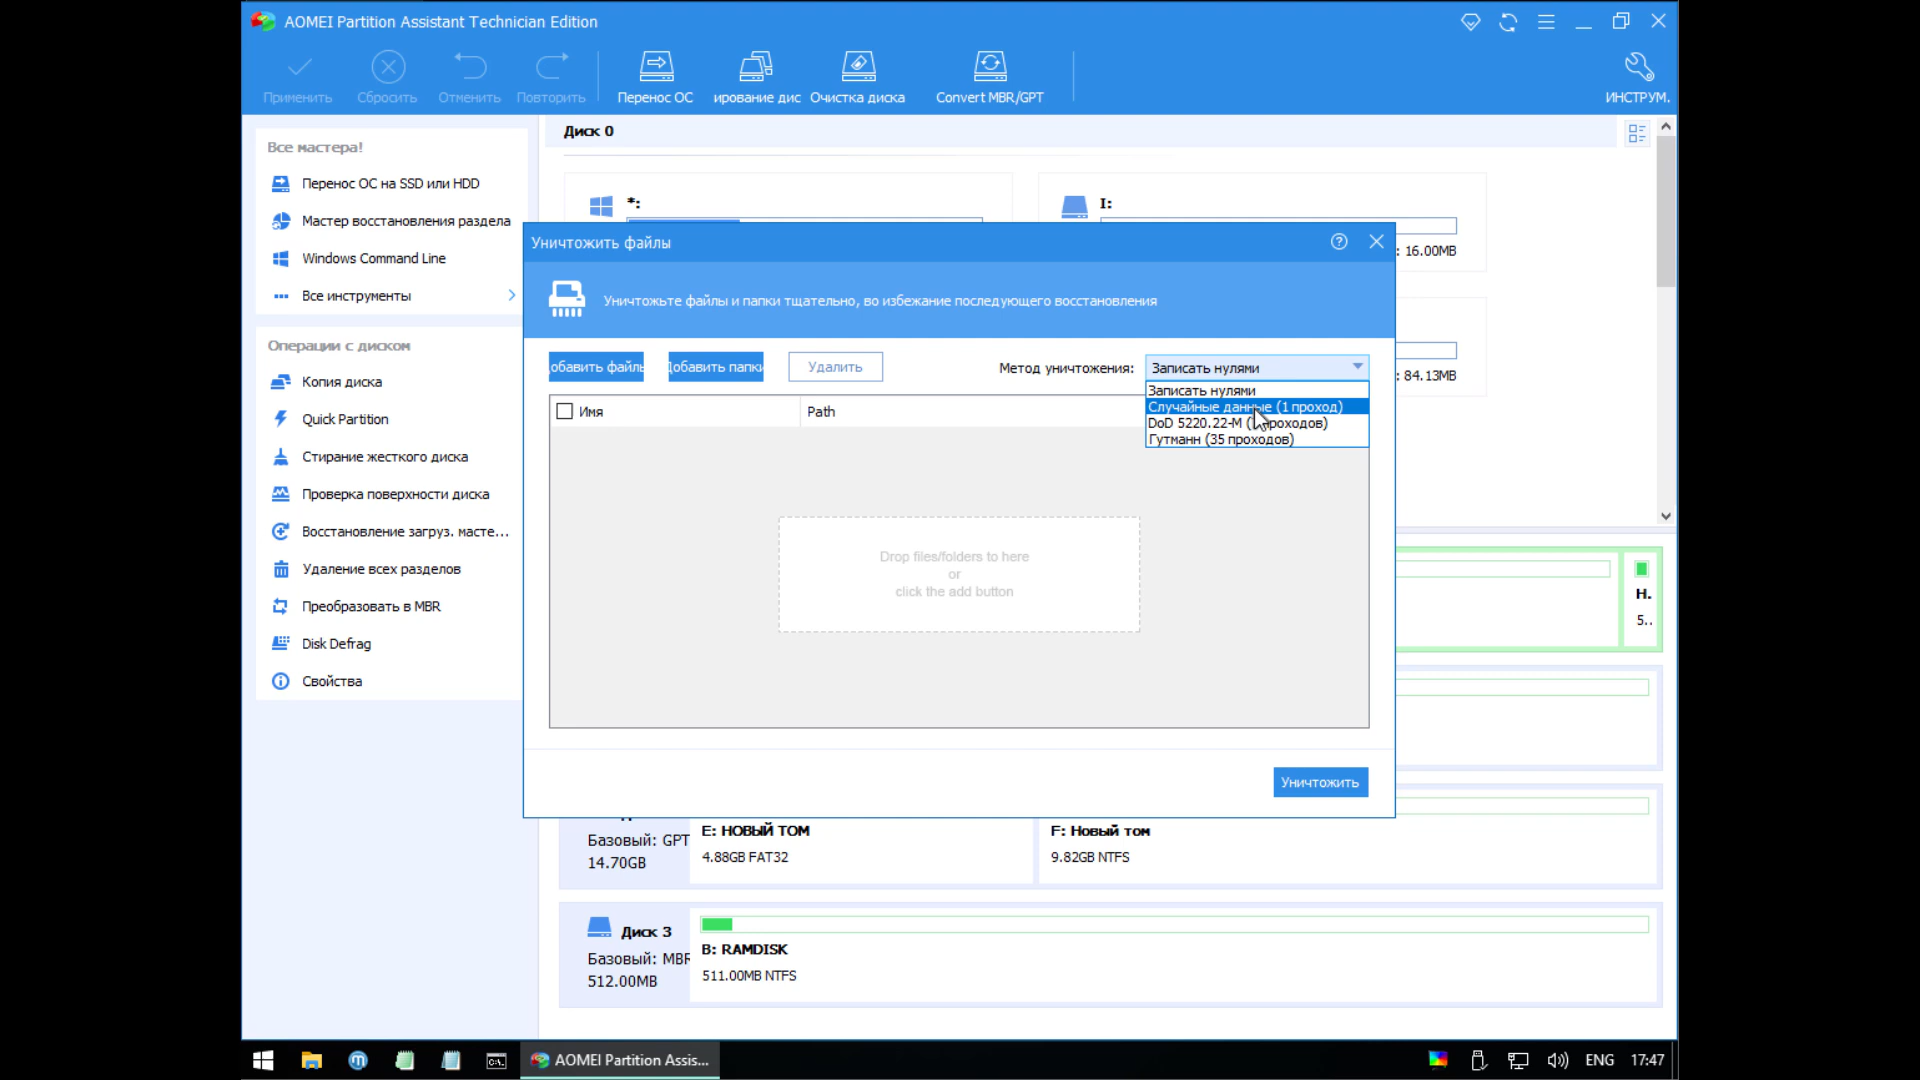 AOMEI Partition Assistant Technician Edition
Применить
Сбросить
Отменить
Повторить
Перенос ОС
ирование дис
Очистка диска
Convert MBR/GPT
ИНСТРУМ.
Все мастера!
Перенос ОС на SSD или HDD
Мастер восстановления раздела
Windows Command Line
Все инструменты
Операции с диском
Копия диска
Quick Partition
Стирание жесткого диска
Проверка поверхности диска
Восстановление загруз. масте...
Удаление всех разделов
Преобразовать в MBR
Disk Defrag
Свойства
Диск 0
*:
I:
: 16.00MB
: 84.13MB
Уничтожить файлы
Уничтожьте файлы и папки тщательно, во избежание последующего восстановления
обавить файлы
Добавить папки
Удалить
Метод уничтожения:
Записать нулями
Записать нулями
Случайные данные (1 проход)
DoD 5220.22-M ( проходов)
Гутманн (35 проходов)
Имя
Path
Drop files/folders to here
or
click the add button
Уничтожить
H.
5..
Базовый: GPT
14.70GB
E: НОВЫЙ ТОМ
4.88GB FAT32
F: Новый том
9.82GB NTFS
Диск 3
Базовый: MBR
512.00MB
B: RAMDISK
511.00MB NTFS
AOMEI Partition Assis...
ENG
17:47